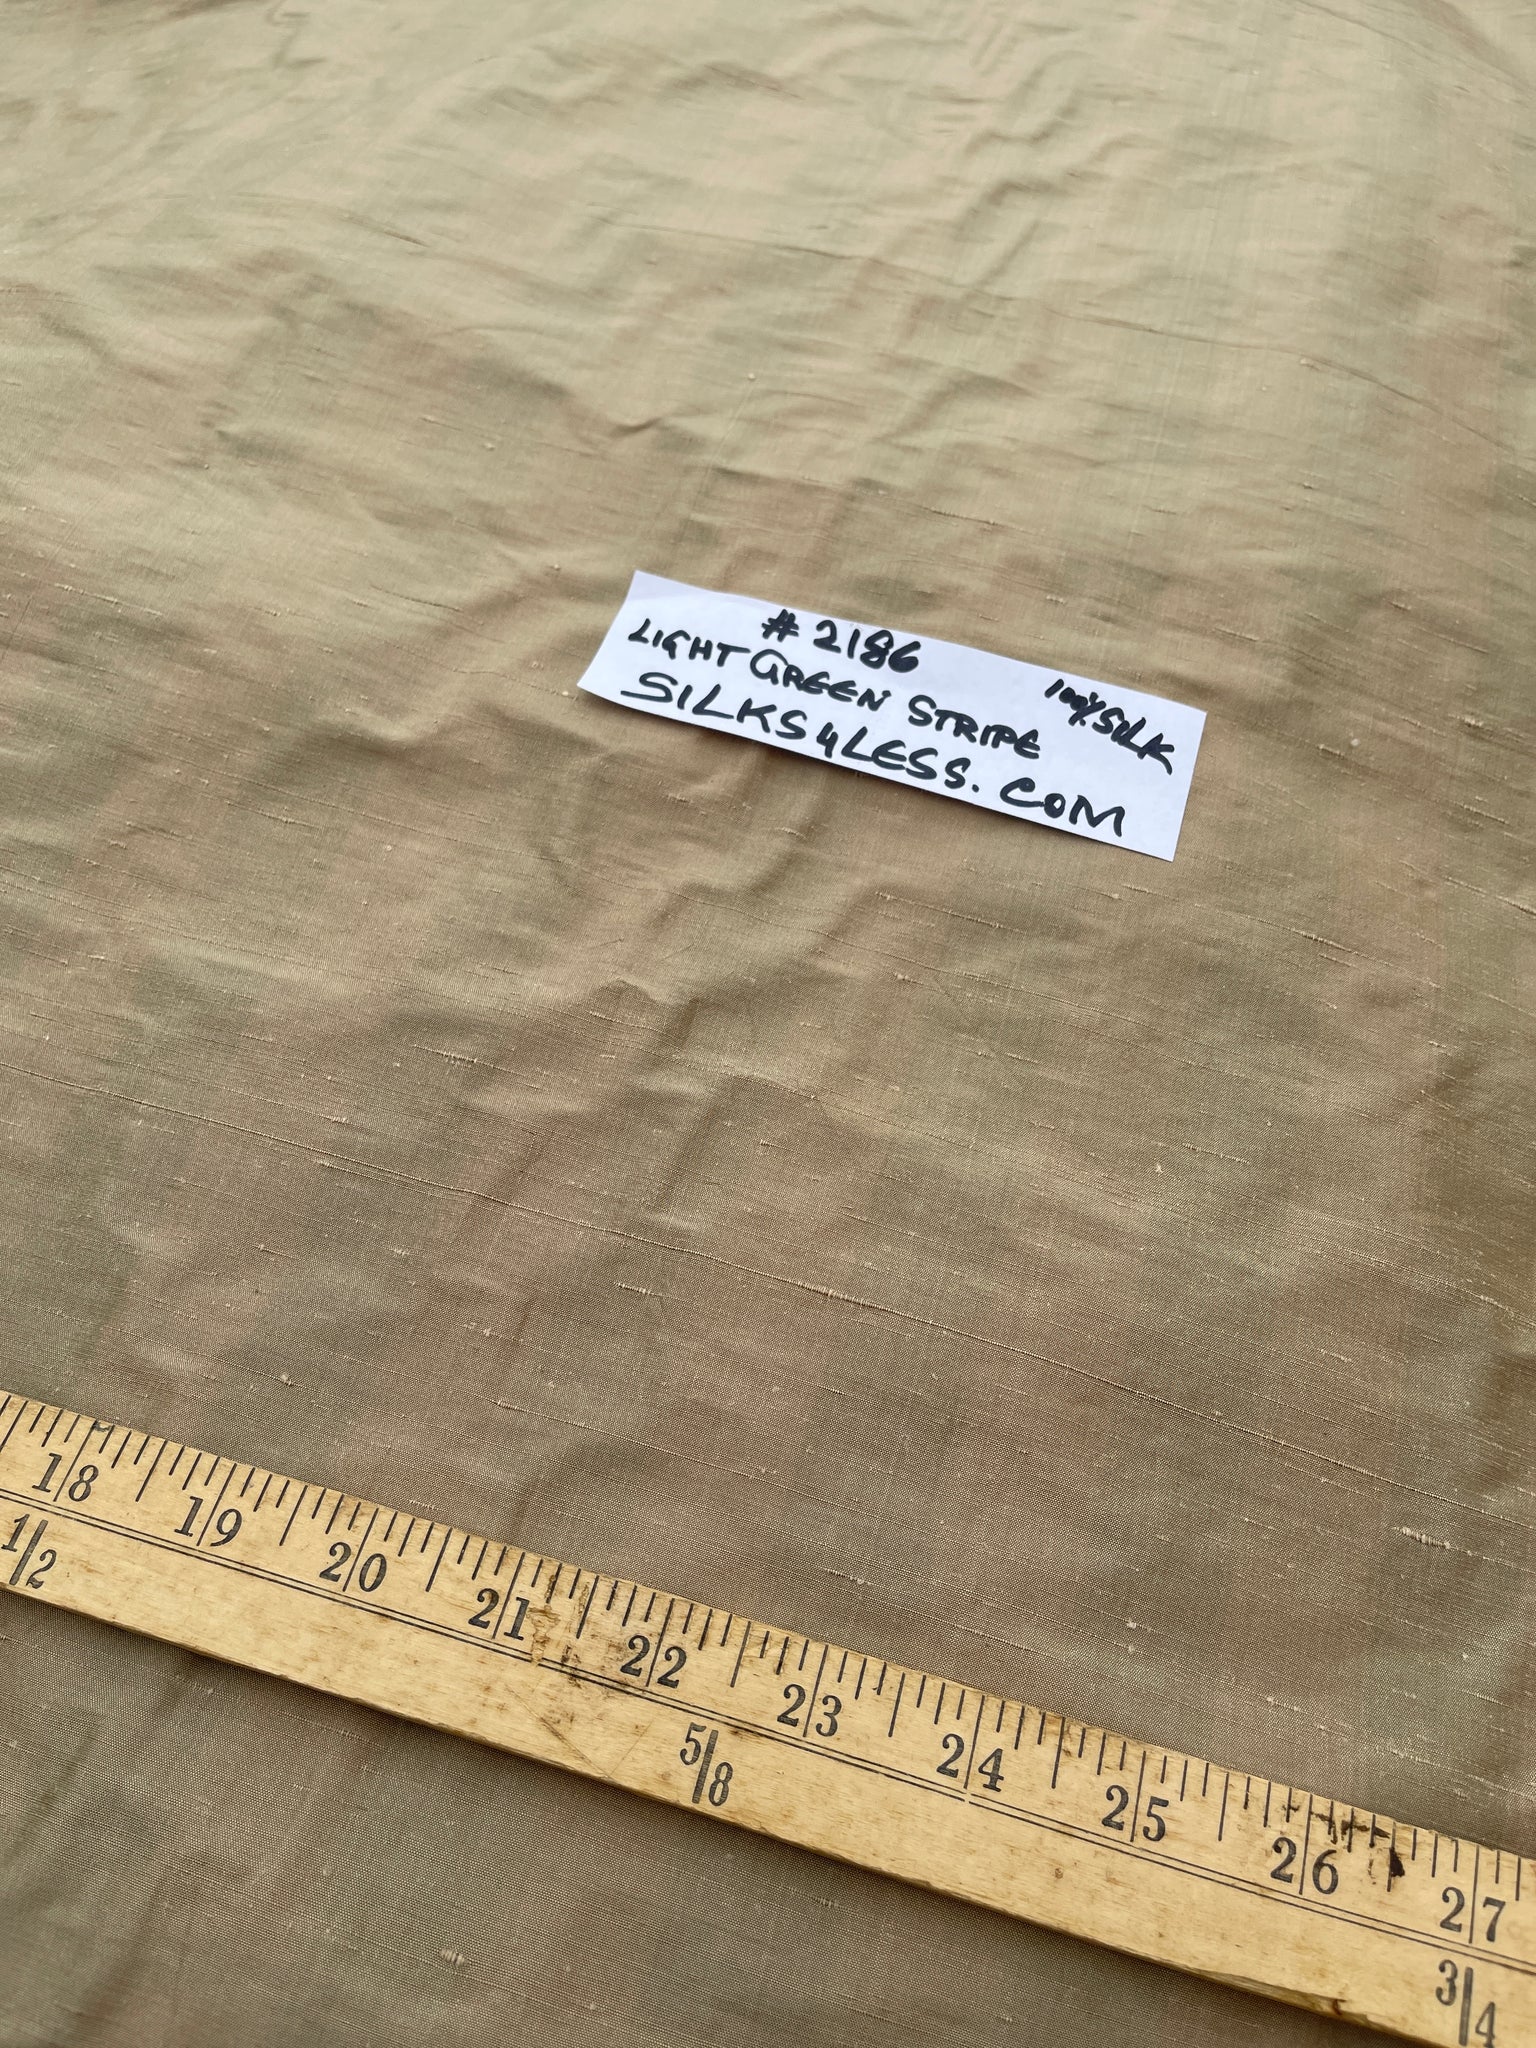 # 2186
LIGHT GREEN STRIPE 100% SILK
SILKS4LESS.COM
18 19 20 21 22 23 24 25 26 27
1/2 5/8 3/4